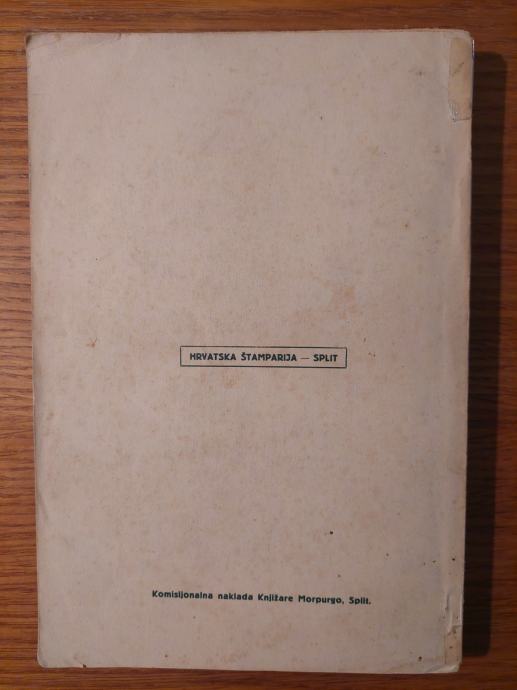 HRVATSKA ŠTAMPARIJA — SPLIT
Komisijonalna naklada Knjižare Morpurgo, Split.